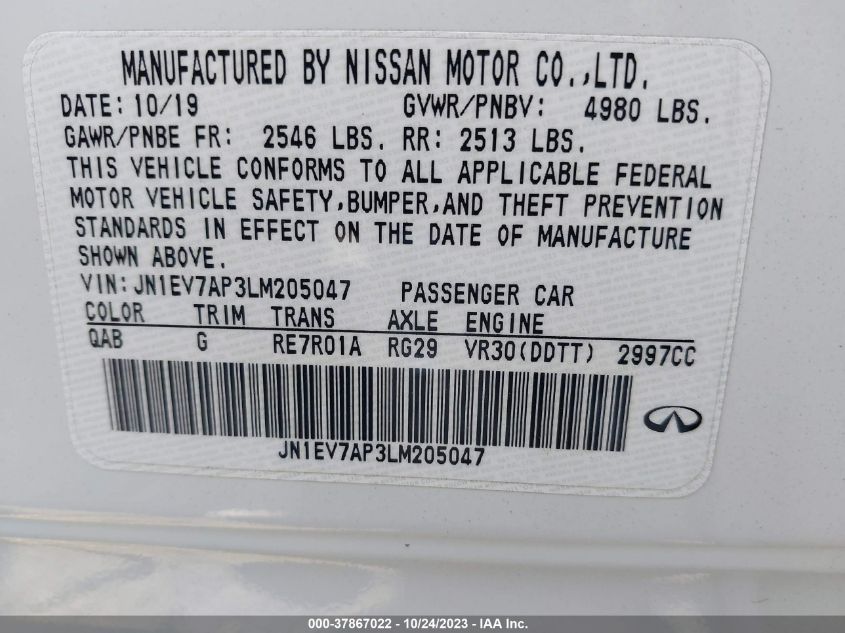 MANUFACTURED BY NISSAN MOTOR CO.,LTD.
DATE: 10/19 GVWR/PNBV: 4980 LBS.
GAWR/PNBE FR: 2546 LBS. RR: 2513 LBS.
THIS VEHICLE CONFORMS TO ALL APPLICABLE FEDERAL
MOTOR VEHICLE SAFETY,BUMPER,AND THEFT PREVENTION
STANDARDS IN EFFECT ON THE DATE OF MANUFACTURE
SHOWN ABOVE.
VIN:JN1EV7AP3LM205047 PASSENGER CAR
COLOR TRIM TRANS AXLE ENGINE
QAB G RE7R01A RG29 VR30(DDTT) 2997CC
JN1EV7AP3LM205047
000-37867022 - 10/24/2023 - IAA Inc.